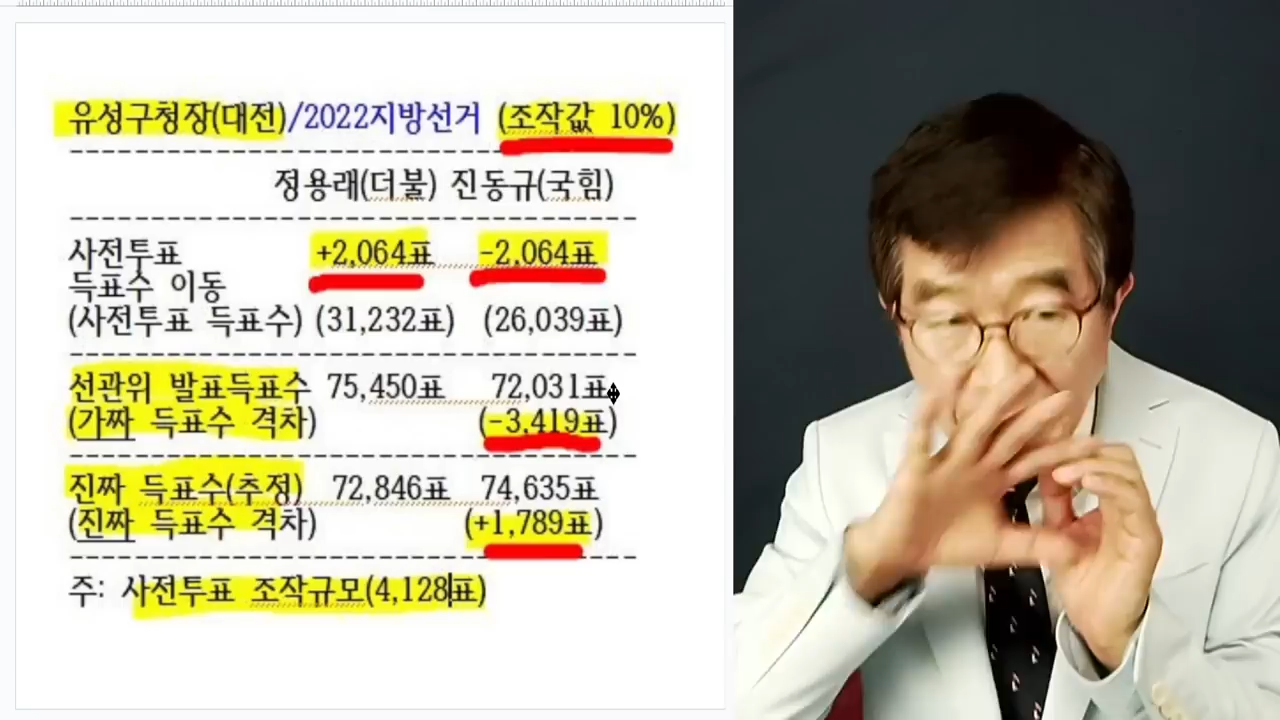 유성구청장(대전)/2022지방선거 (조작값 10%)
정용래(더불) 진동규(국힘)
사전투표 +2,064표 -2,064표
득표수 이동
(사전투표 득표수) (31,232표) (26,039표)
선관위 발표득표수 75,450표 72,031표
(가짜 득표수 격차) (-3,419표)
진짜 득표수(추정) 72,846표 74,635표
(진짜 득표수 격차) (+1,789표)
주: 사전투표 조작규모(4,128표)